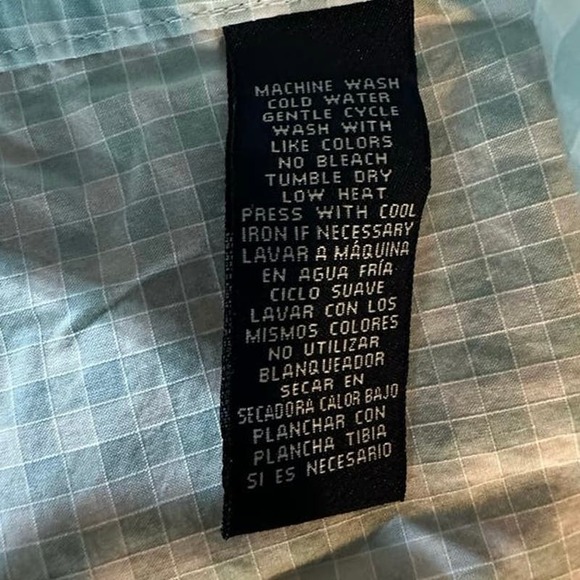 MACHINE WASH
COLD WATER
GENTLE CYCLE
WASH WITH
LIKE COLORS
NO BLEACH
TUMBLE DRY
LOW HEAT
PRESS WITH COOL
IRON IF NECESSARY
LAVAR A MÁQUINA
EN AGUA FRÍA
CICLO SUAVE
LAVAR CON LOS
MISMOS COLORES
NO UTILIZAR
BLANQUEADOR
SECAR EN
SECADORA CALOR BAJO
PLANCHAR CON
PLANCHA TIBIA
SI ES NECESARIO